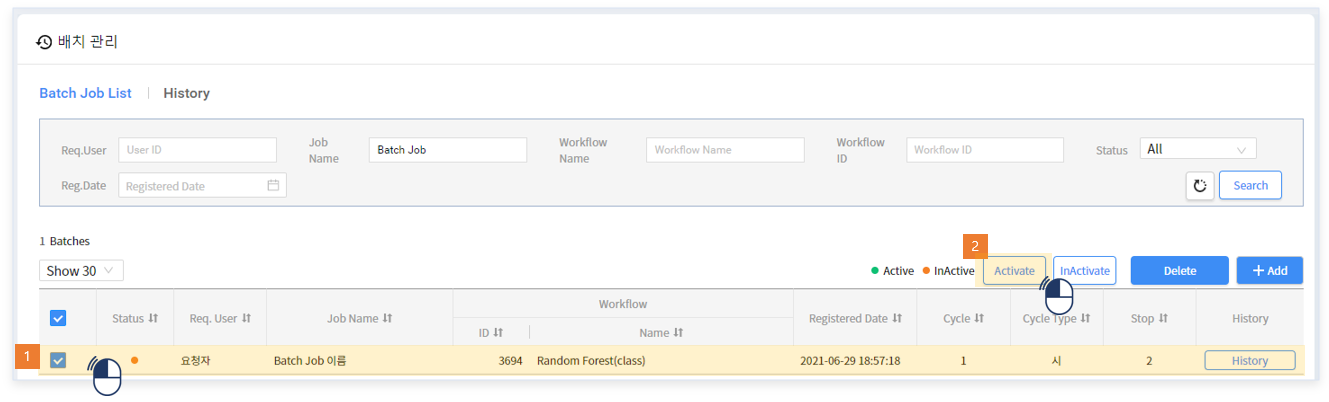 배치 관리
Batch Job List | History
Req.User User ID Job Name Batch Job Workflow Name Workflow Name Workflow ID Workflow ID Status All
Reg.Date Registered Date Search
1 Batches
2
Show 30 Active InActive Activate InActivate Delete + Add
Status Req. User Job Name Workflow Registered Date Cycle Cycle Type Stop History
ID Name
1 요청자 Batch Job 이름 3694 Random Forest(class) 2021-06-29 18:57:18 1 시 2 History